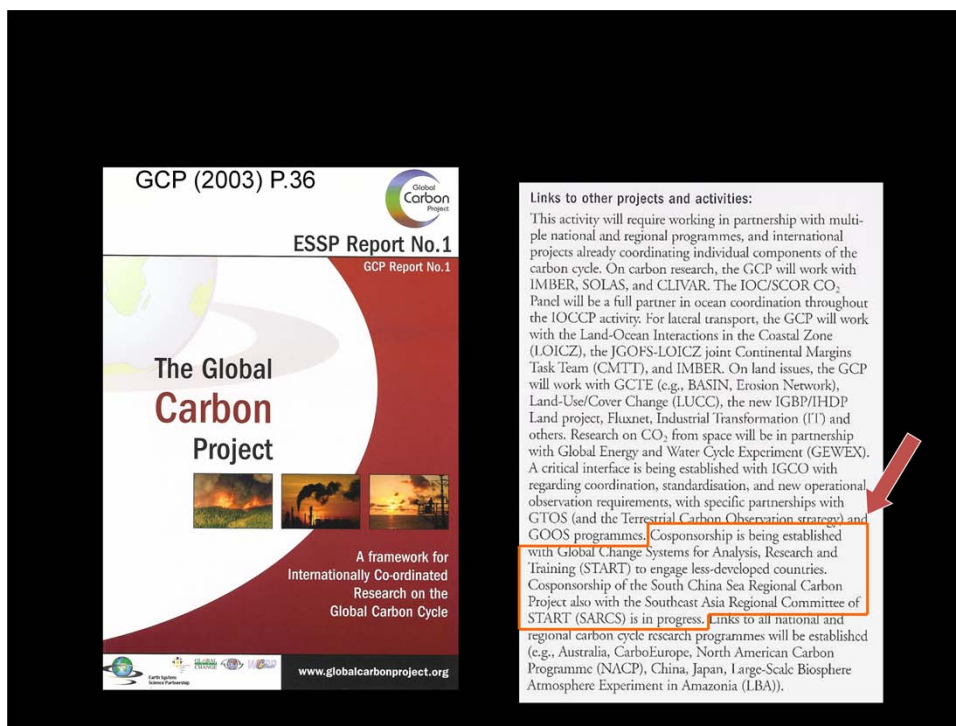 GCP (2003) P.36
Global
Carbon
Project
ESSP Report No.1
GCP Report No.1
The Global
Carbon
Project
A framework for
Internationally Co-ordinated
Research on the
Global Carbon Cycle
Earth System
Science Partnership
GLOBAL
CHANGE
www.globalcarbonproject.org
Links to other projects and activities:
This activity will require working in partnership with multi-
ple national and regional programmes, and international
projects already coordinating individual components of the
carbon cycle. On carbon research, the GCP will work with
IMBER, SOLAS, and CLIVAR. The IOC/SCOR CO₂
Panel will be a full partner in ocean coordination throughout
the IOCCP activity. For lateral transport, the GCP will work
with the Land-Ocean Interactions in the Coastal Zone
(LOICZ), the JGOFS-LOICZ joint Continental Margins
Task Team (CMTT), and IMBER. On land issues, the GCP
will work with GCTE (e.g., BASIN, Erosion Network),
Land-Use/Cover Change (LUCC), the new IGBP/IHDP
Land project, Fluxnet, Industrial Transformation (IT) and
others. Research on CO₂ from space will be in partnership
with Global Energy and Water Cycle Experiment (GEWEX).
A critical interface is being established with IGCO with
regarding coordination, standardisation, and new operational
observation requirements, with specific partnerships with
GTOS (and the Terrestrial Carbon Observation strategy) and
GOOS programmes. Cosponsorship is being established
with Global Change Systems for Analysis, Research and
Training (START) to engage less-developed countries.
Cosponsorship of the South China Sea Regional Carbon
Project also with the Southeast Asia Regional Committee of
START (SARCS) is in progress. Links to all national and
regional carbon cycle research programmes will be established
(e.g., Australia, CarboEurope, North American Carbon
Programme (NACP), China, Japan, Large-Scale Biosphere
Atmosphere Experiment in Amazonia (LBA)).